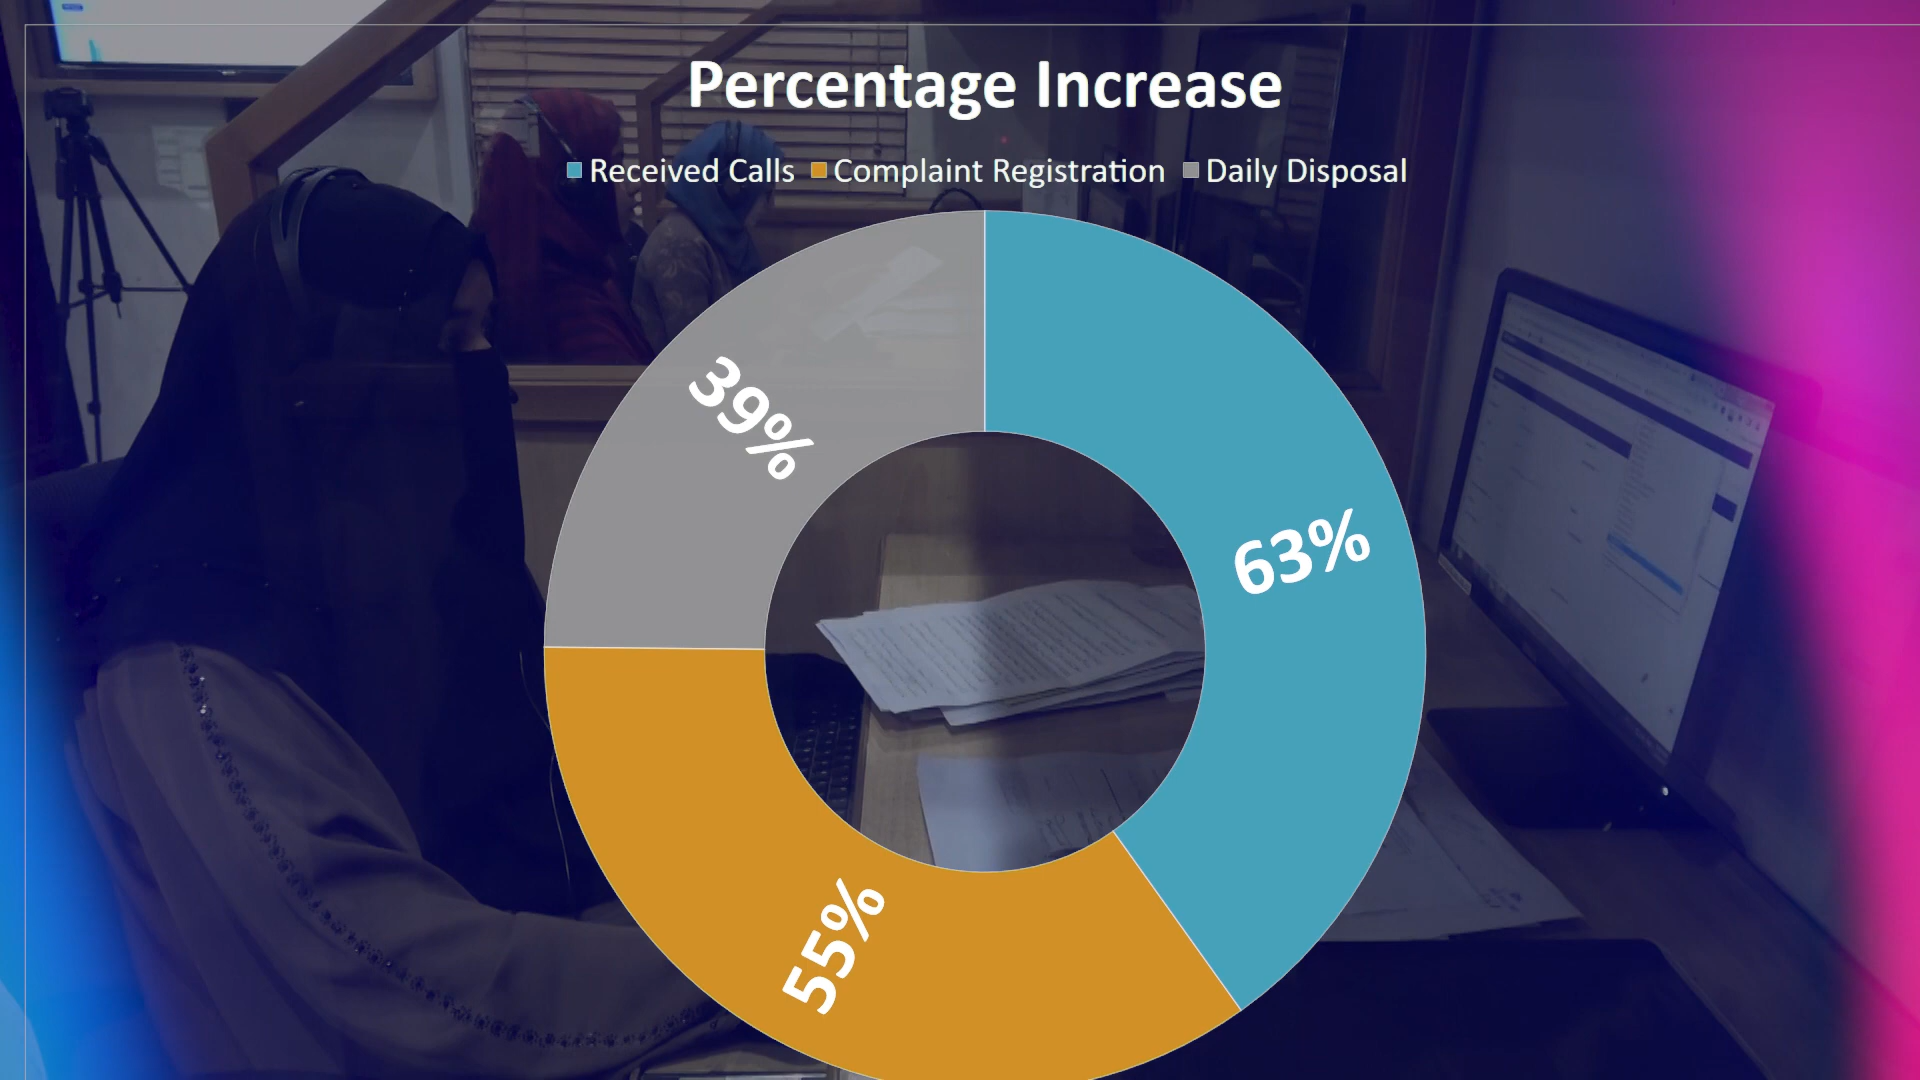 Percentage Increase
Received Calls Complaint Registration Daily Disposal
39%
63%
55%